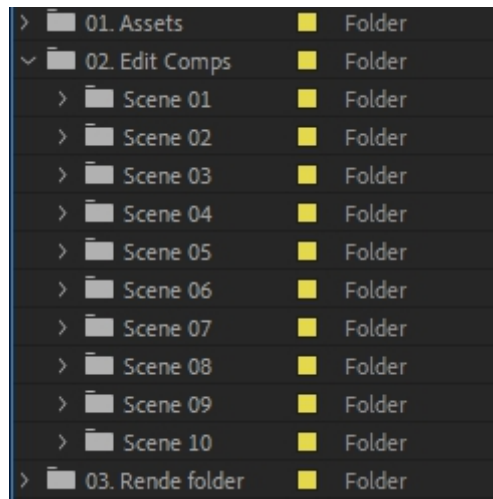 01. Assets Folder
02. Edit Comps Folder
Scene 01 Folder
Scene 02 Folder
Scene 03 Folder
Scene 04 Folder
Scene 05 Folder
Scene 06 Folder
Scene 07 Folder
Scene 08 Folder
Scene 09 Folder
Scene 10 Folder
03. Rende folder Folder